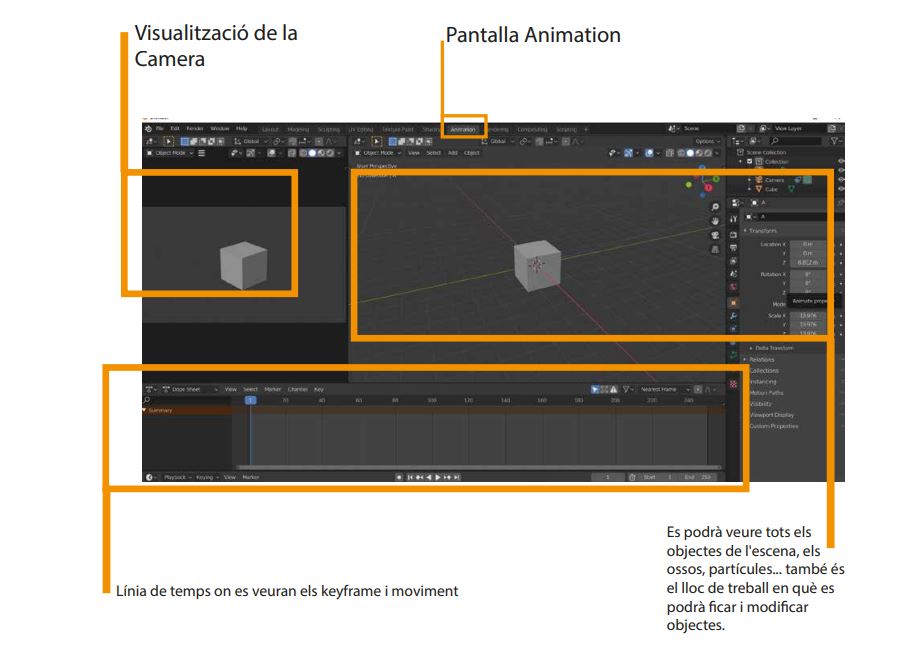 Visualització de la
Camera
Pantalla Animation
File Edit Render Window Help Layout Modeling Sculpting UV Editing Texture Paint Shading Animation Rendering Compositing Scripting + Scene View Layer
Global Global Options
Object Mode Object Mode View Select Add Object Scene Collection
User Perspective Collection
Camera
Cube
A
A
Transform
Location X 0 m
Y 0 m
Z
Rotation X 0°
Y 0°
Z
Mode Animate prope
Scale X 13.976
Y 13.976
Z 13.976
Delta Transform
Relations
Collections
Instancing
Motion Paths
Visibility
Viewport Display
Custom Properties
Dope Sheet View Select Marker Channel Key Nearest Frame
1 20 40 60 80 100 120 140 160 180 200 220 240
Summary
Playback Keying View Marker 1 Start 1 End 250
Es podrà veure tots els
objectes de l'escena, els
ossos, partícules... també és
el lloc de treball en què es
podrà ficar i modificar
objectes.
Línia de temps on es veuran els keyframe i moviment